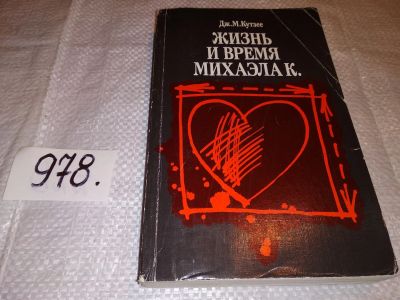 Дж.М.Кутзее
ЖИЗНЬ
И ВРЕМЯ
МИХАЭЛА К.
978.